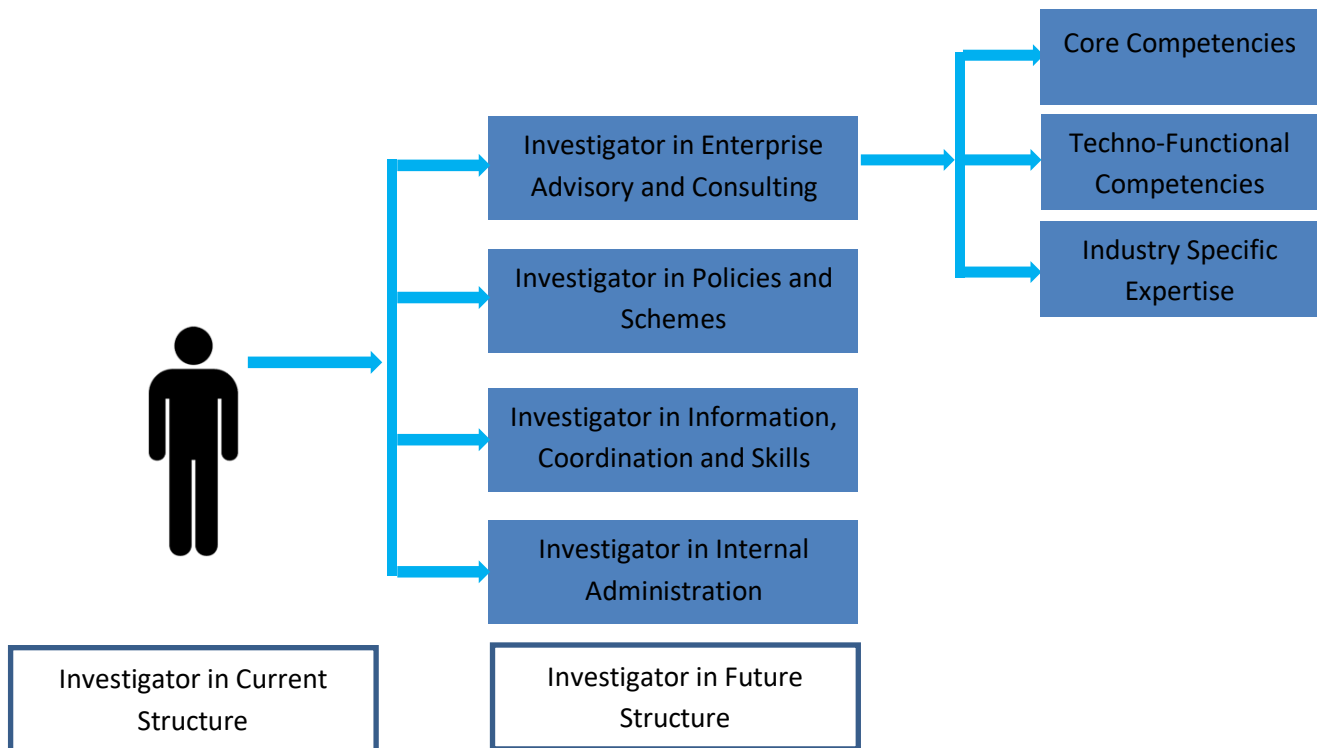 Core Competencies
Investigator in Enterprise
Advisory and Consulting
Techno-Functional
Competencies
Industry Specific
Expertise
Investigator in Policies and
Schemes
Investigator in Information,
Coordination and Skills
Investigator in Internal
Administration
Investigator in Current
Structure
Investigator in Future
Structure